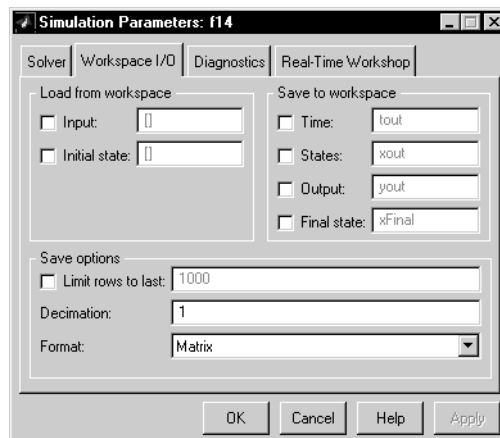 Simulation Parameters: f14
Solver Workspace I/O Diagnostics Real-Time Workshop
Load from workspace
Input: []
Initial state: []
Save to workspace
Time: tout
States: xout
Output: yout
Final state: xFinal
Save options
Limit rows to last: 1000
Decimation: 1
Format: Matrix
OK Cancel Help Apply